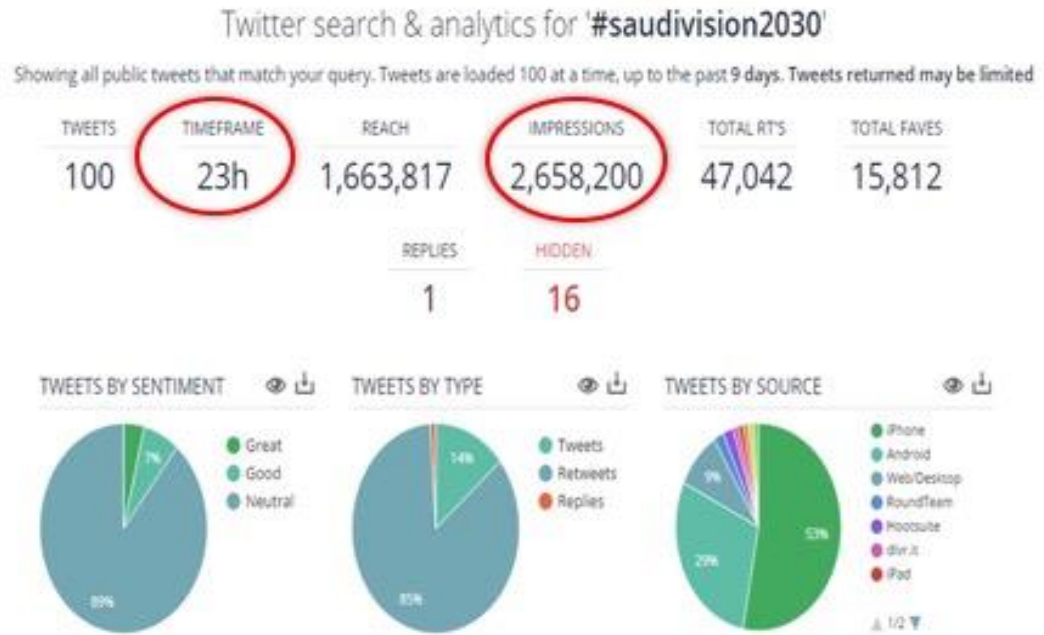 Twitter search & analytics for '#saudivision2030'
Showing all public tweets that match your query. Tweets are loaded 100 at a time, up to the past 9 days. Tweets returned may be limited
TWEETS TIMEFRAME REACH IMPRESSIONS TOTAL RT'S TOTAL FAVES
100 23h 1,663,817 2,658,200 47,042 15,812
REPLIES HIDDEN
1 16
TWEETS BY SENTIMENT
Great
Good
Neutral
7%
89%
TWEETS BY TYPE
Tweets
Retweets
Replies
14%
85%
TWEETS BY SOURCE
iPhone
Android
Web/Desktop
RoundTeam
Hootsuite
dlvr.it
iPad
9%
53%
29%
1/2